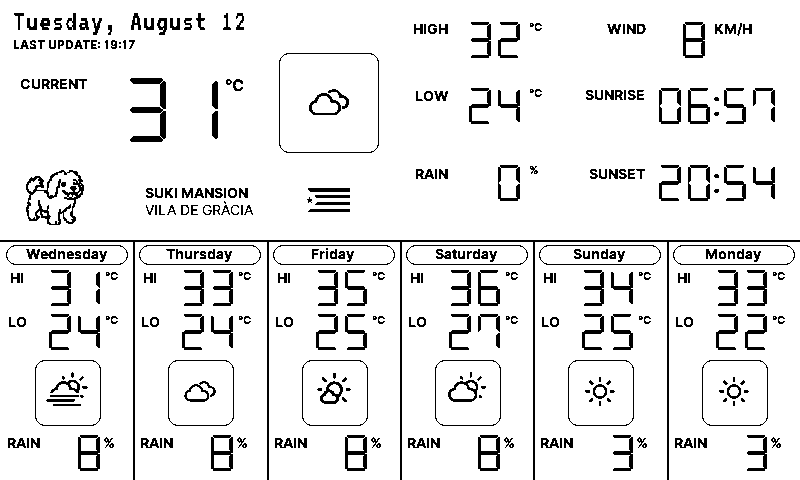 Tuesday, August 12
LAST UPDATE: 19:17
CURRENT 31 °C
SUKI MANSION
VILA DE GRÀCIA
HIGH 32 °C
LOW 24 °C
RAIN 0 %
WIND 8 KM/H
SUNRISE 06:57
SUNSET 20:54
Wednesday
HI 31 °C
LO 24 °C
RAIN 8 %
Thursday
HI 33 °C
LO 24 °C
RAIN 8 %
Friday
HI 35 °C
LO 25 °C
RAIN 8 %
Saturday
HI 36 °C
LO 27 °C
RAIN 8 %
Sunday
HI 34 °C
LO 25 °C
RAIN 3 %
Monday
HI 33 °C
LO 22 °C
RAIN 3 %